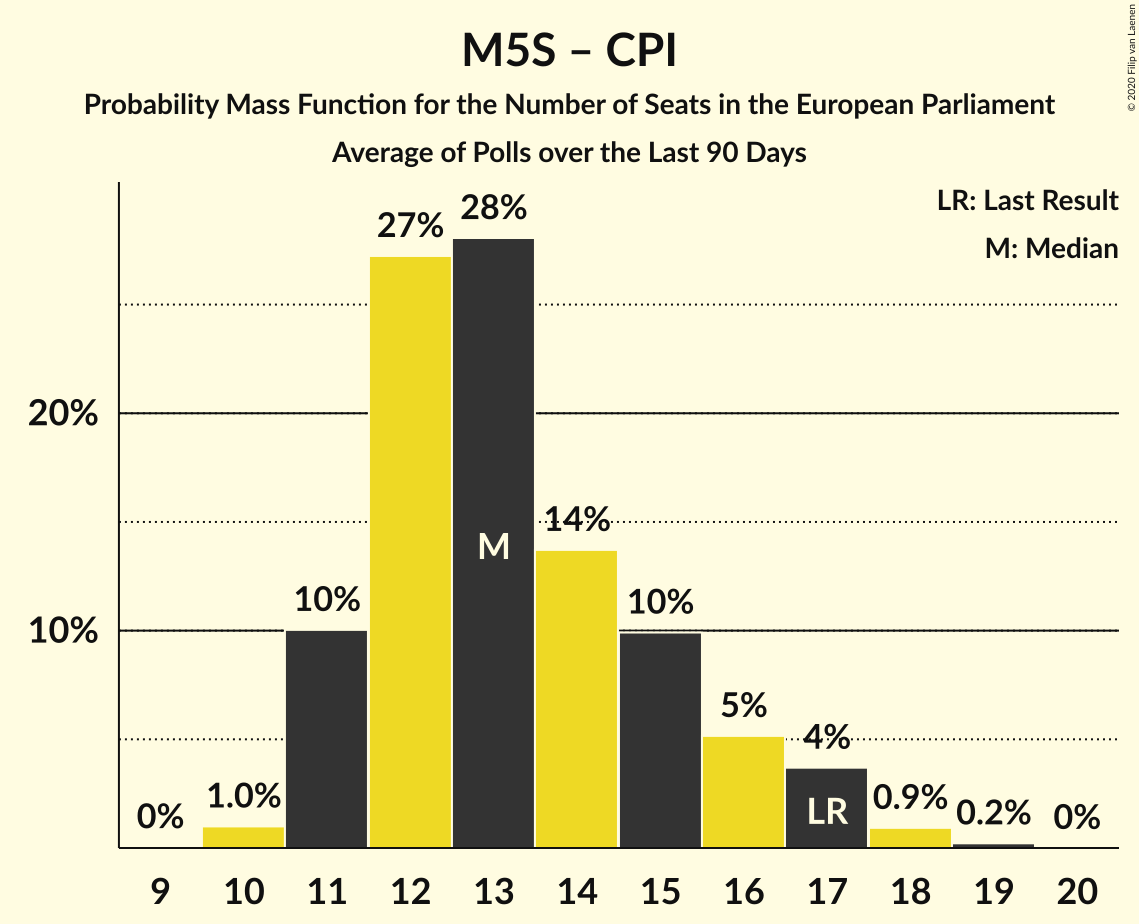 M5S – CPI
Probability Mass Function for the Number of Seats in the European Parliament
Average of Polls over the Last 90 Days
© 2020 Filip van Laenen
LR: Last Result
M: Median
20%
10%
0%
1.0%
10%
27%
28%
14%
10%
5%
4%
0.9%
0.2%
0%
M
LR
9 10 11 12 13 14 15 16 17 18 19 20